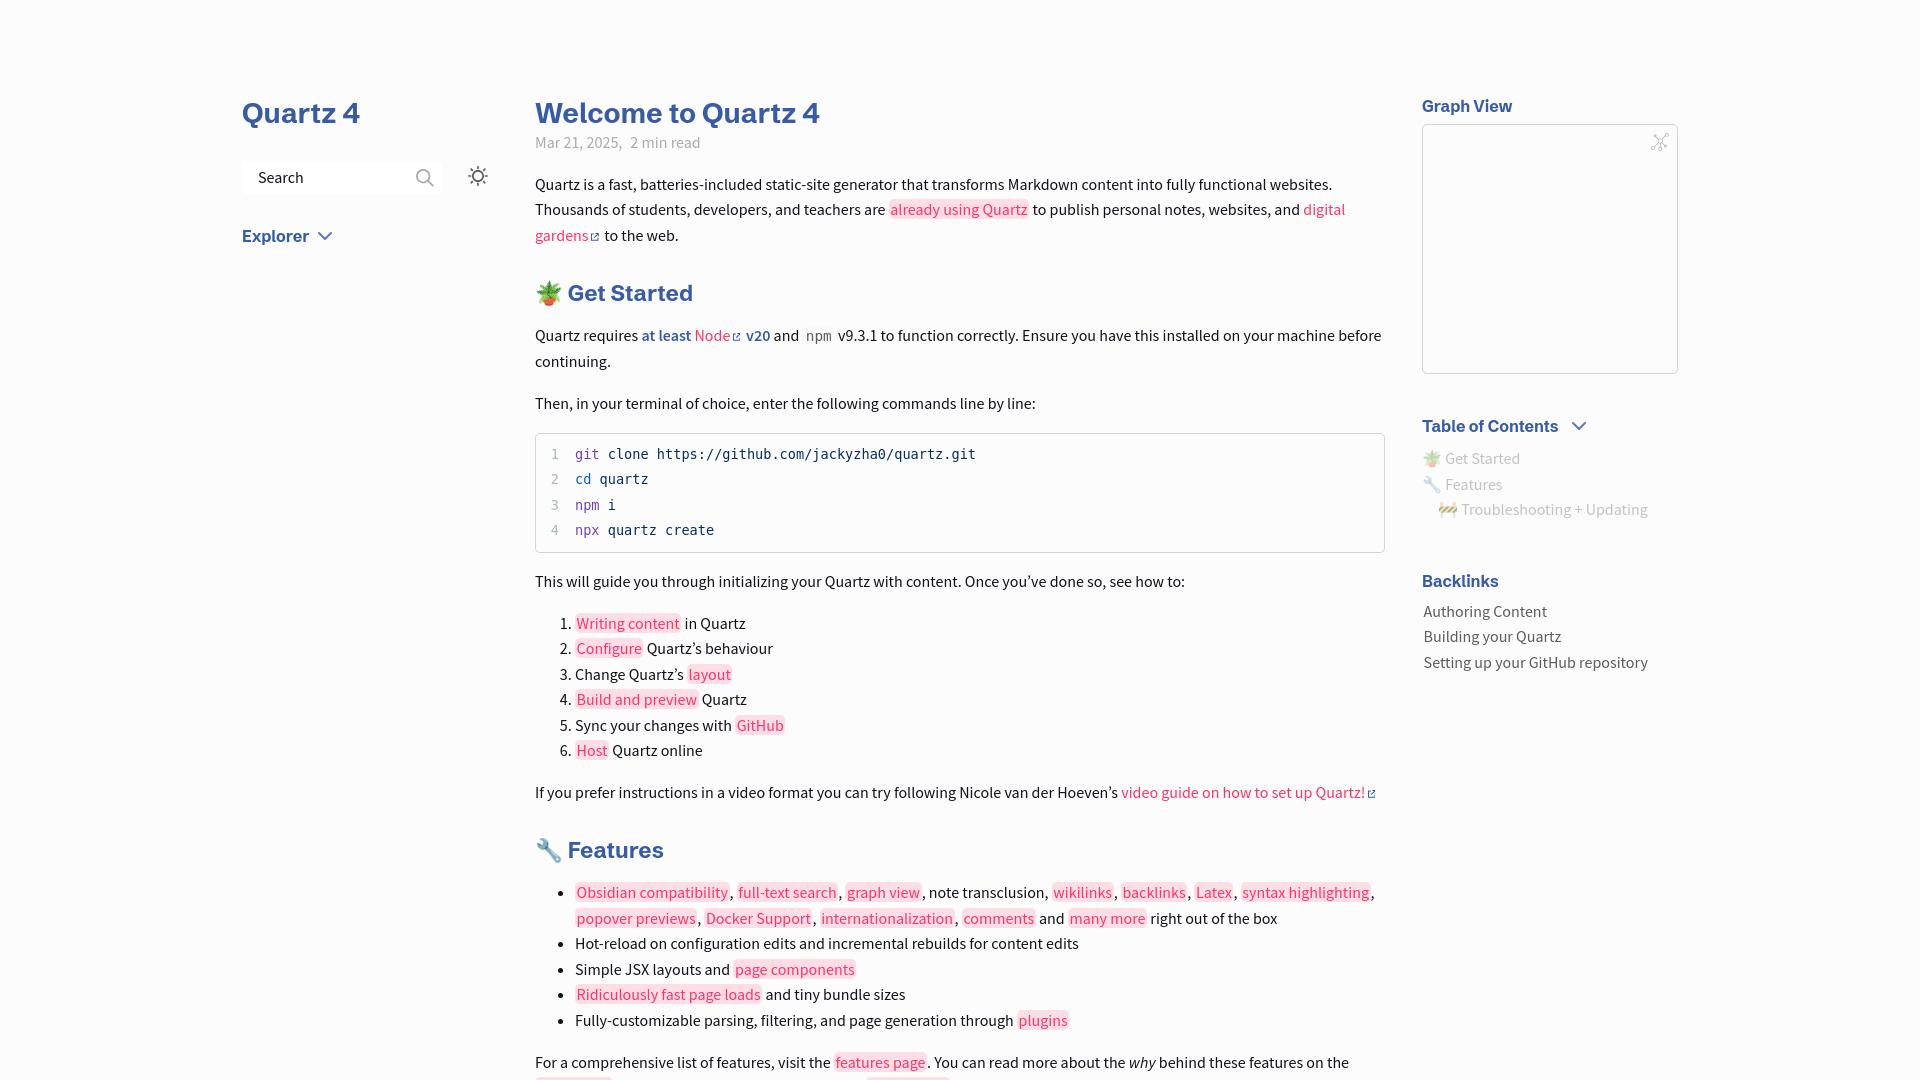 Quartz 4
Search
Explorer
Welcome to Quartz 4
Mar 21, 2025, 2 min read
Quartz is a fast, batteries-included static-site generator that transforms Markdown content into fully functional websites.
Thousands of students, developers, and teachers are already using Quartz to publish personal notes, websites, and digital
gardens to the web.
🪴 Get Started
Quartz requires at least Node v20 and npm v9.3.1 to function correctly. Ensure you have this installed on your machine before
continuing.
Then, in your terminal of choice, enter the following commands line by line:
1 git clone https://github.com/jackyzha0/quartz.git
2 cd quartz
3 npm i
4 npx quartz create
This will guide you through initializing your Quartz with content. Once you’ve done so, see how to:
1. Writing content in Quartz
2. Configure Quartz’s behaviour
3. Change Quartz’s layout
4. Build and preview Quartz
5. Sync your changes with GitHub
6. Host Quartz online
If you prefer instructions in a video format you can try following Nicole van der Hoeven’s video guide on how to set up Quartz!
🔧 Features
• Obsidian compatibility, full-text search, graph view, note transclusion, wikilinks, backlinks, Latex, syntax highlighting,
popover previews, Docker Support, internationalization, comments and many more right out of the box
• Hot-reload on configuration edits and incremental rebuilds for content edits
• Simple JSX layouts and page components
• Ridiculously fast page loads and tiny bundle sizes
• Fully-customizable parsing, filtering, and page generation through plugins
For a comprehensive list of features, visit the features page. You can read more about the why behind these features on the
Graph View
Table of Contents
🪴 Get Started
🔧 Features
🚧 Troubleshooting + Updating
Backlinks
Authoring Content
Building your Quartz
Setting up your GitHub repository